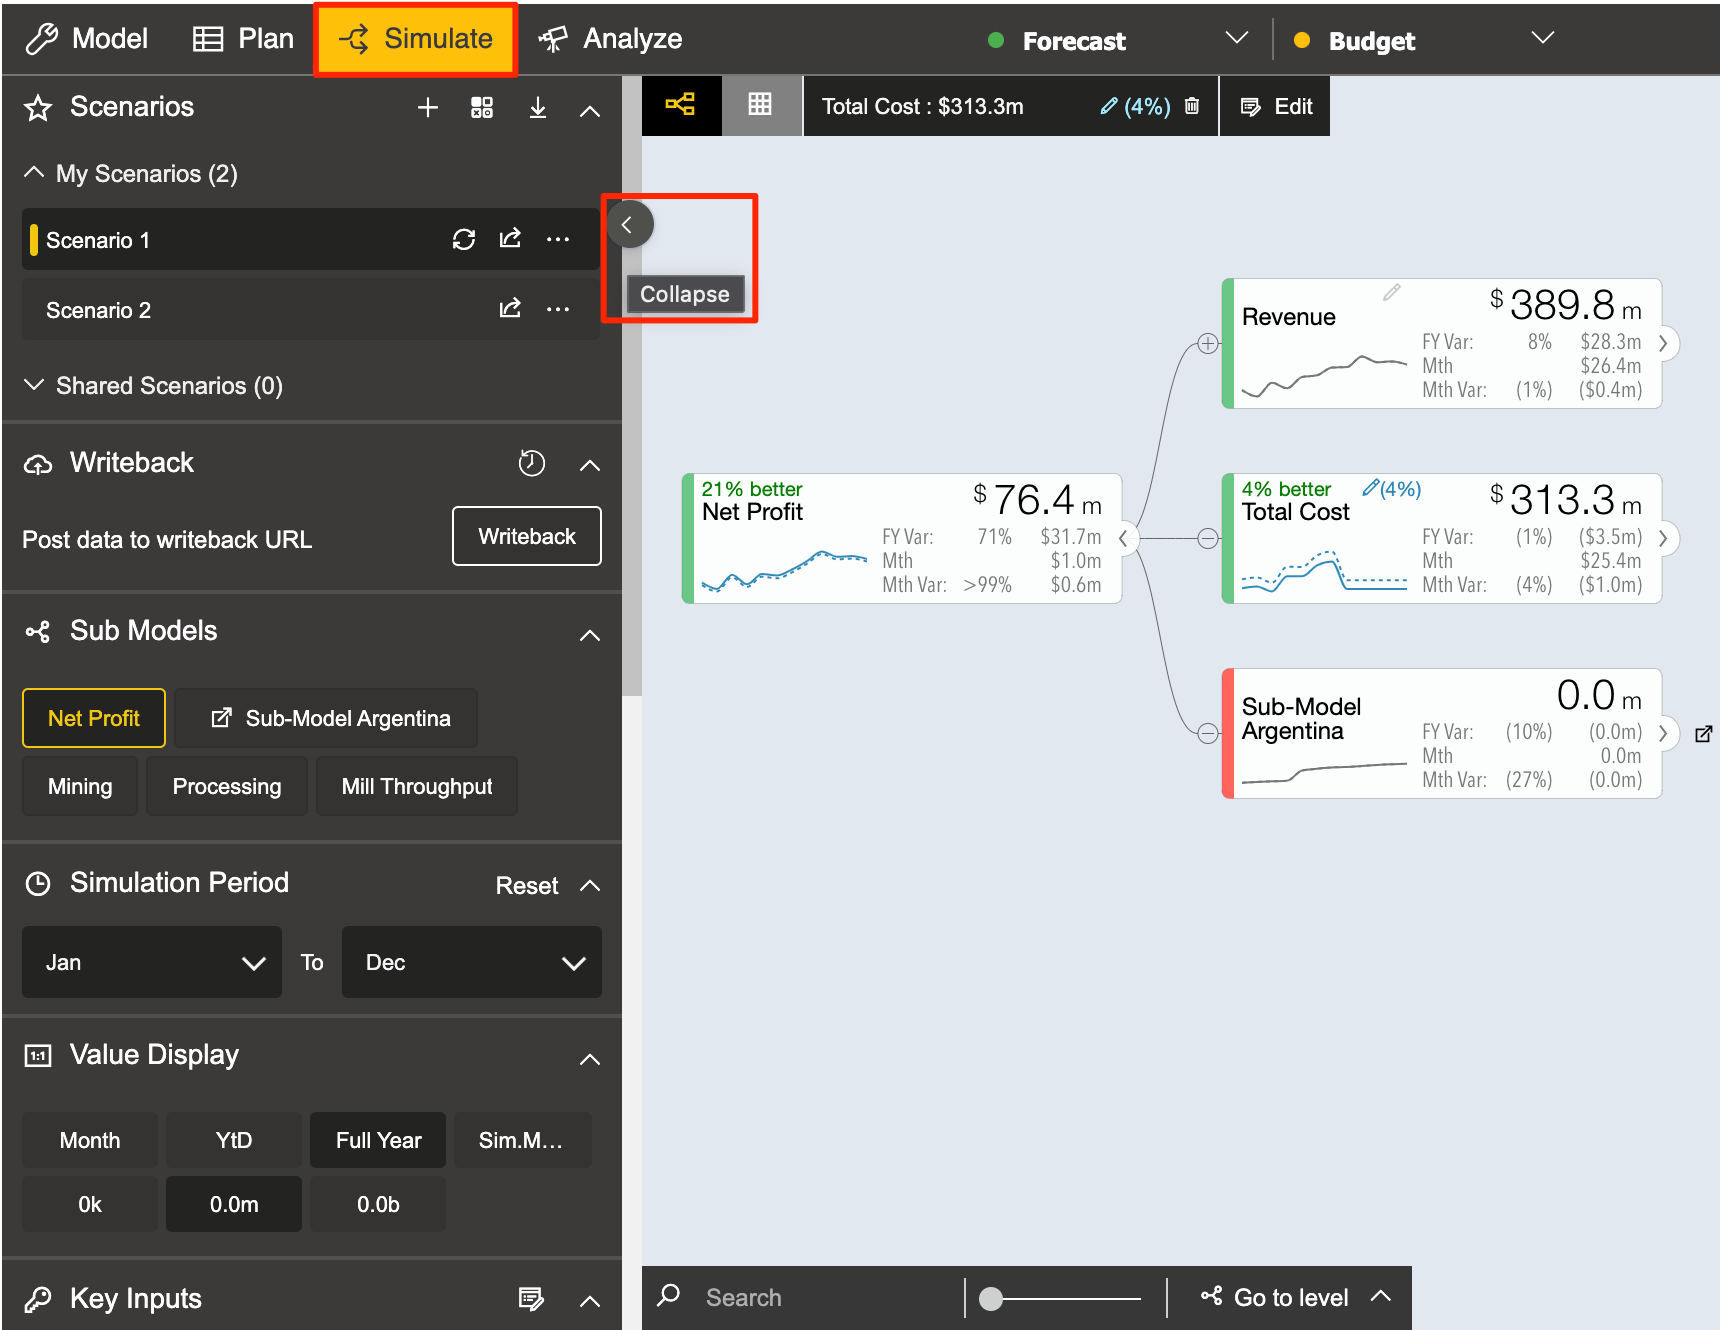 Model Plan Simulate Analyze Forecast Budget
Scenarios
Total Cost : $313.3m (4%) Edit
My Scenarios (2)
Scenario 1
Scenario 2
Collapse
Shared Scenarios (0)
Writeback
Post data to writeback URL Writeback
Sub Models
Net Profit Sub-Model Argentina
Mining Processing Mill Throughput
Simulation Period Reset
Jan To Dec
1:1 Value Display
Month YtD Full Year Sim.M...
0k 0.0m 0.0b
Key Inputs
21% better
Net Profit
$ 76.4 m
FY Var: 71% $31.7m
Mth $1.0m
Mth Var: >99% $0.6m
Revenue
$ 389.8 m
FY Var: 8% $28.3m
Mth $26.4m
Mth Var: (1%) ($0.4m)
4% better (4%)
Total Cost
$ 313.3 m
FY Var: (1%) ($3.5m)
Mth $25.4m
Mth Var: (4%) ($1.0m)
Sub-Model
Argentina
0.0 m
FY Var: (10%) (0.0m)
Mth 0.0m
Mth Var: (27%) (0.0m)
Search Go to level